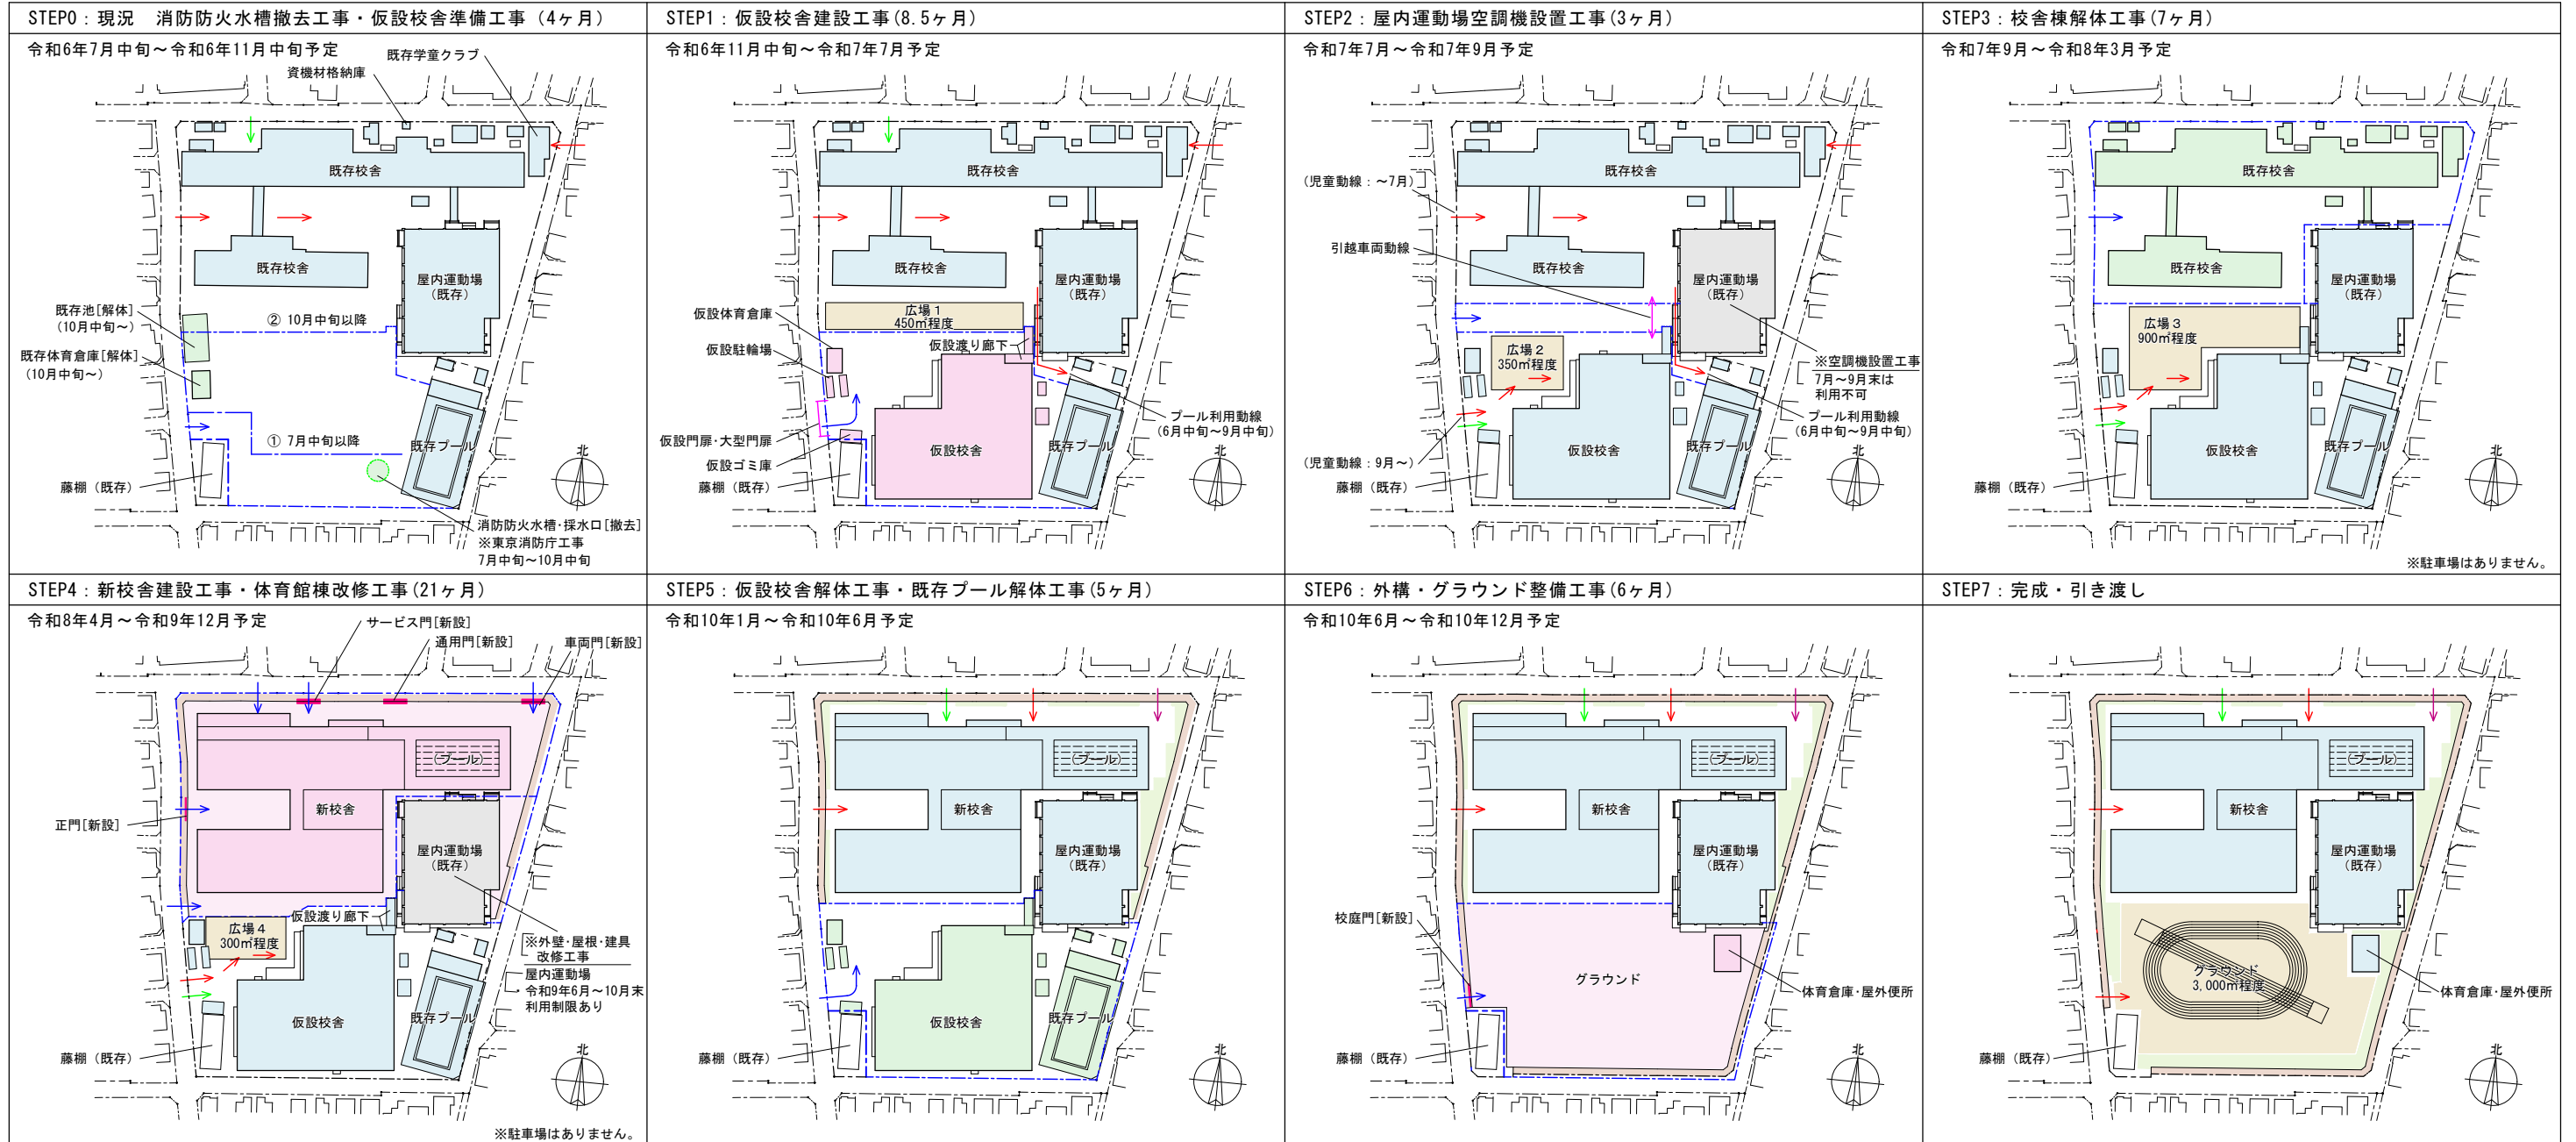 STEP0：現況　消防防火水槽撤去工事・仮設校舎準備工事（4ヶ月）
令和6年7月中旬～令和6年11月中旬予定
既存学童クラブ
資機材格納庫
既存校舎
既存校舎
屋内運動場
（既存）
既存池[解体]
（10月中旬～）
② 10月中旬以降
既存体育倉庫[解体]
（10月中旬～）
① 7月中旬以降
既存プール
北
藤棚（既存）
消防防火水槽・採水口[撤去]
※東京消防庁工事
7月中旬～10月中旬
STEP1：仮設校舎建設工事(8.5ヶ月)
令和6年11月中旬～令和7年7月予定
既存校舎
既存校舎
屋内運動場
（既存）
広場１
450㎡程度
仮設体育倉庫
仮設渡り廊下
仮設駐輪場
プール利用動線
（6月中旬～9月中旬）
仮設門扉・大型門扉
仮設校舎
既存プール
仮設ゴミ庫
北
藤棚（既存）
STEP2：屋内運動場空調機設置工事(3ヶ月)
令和7年7月～令和7年9月予定
既存校舎
（児童動線：～7月）
引越車両動線
既存校舎
屋内運動場
（既存）
広場２
350㎡程度
※空調機設置工事
7月～9月末は
利用不可
プール利用動線
（6月中旬～9月中旬）
仮設校舎
既存プール
（児童動線：9月～）
北
藤棚（既存）
STEP3：校舎棟解体工事(7ヶ月)
令和7年9月～令和8年3月予定
既存校舎
既存校舎
屋内運動場
（既存）
広場３
900㎡程度
仮設校舎
既存プール
北
藤棚（既存）
※駐車場はありません。
STEP4：新校舎建設工事・体育館棟改修工事(21ヶ月)
令和8年4月～令和9年12月予定
サービス門[新設]
通用門[新設]
車両門[新設]
（プール）
新校舎
正門[新設]
屋内運動場
（既存）
仮設渡り廊下
広場４
300㎡程度
※外壁・屋根・建具
改修工事
屋内運動場
令和9年6月～10月末
利用制限あり
仮設校舎
既存プール
北
藤棚（既存）
※駐車場はありません。
STEP5：仮設校舎解体工事・既存プール解体工事(5ヶ月)
令和10年1月～令和10年6月予定
（プール）
新校舎
屋内運動場
（既存）
仮設校舎
既存プール
北
藤棚（既存）
STEP6：外構・グラウンド整備工事(6ヶ月)
令和10年6月～令和10年12月予定
（プール）
新校舎
屋内運動場
（既存）
校庭門[新設]
グラウンド
体育倉庫・屋外便所
北
藤棚（既存）
STEP7：完成・引き渡し
（プール）
新校舎
屋内運動場
（既存）
グラウンド
3,000㎡程度
体育倉庫・屋外便所
北
藤棚（既存）